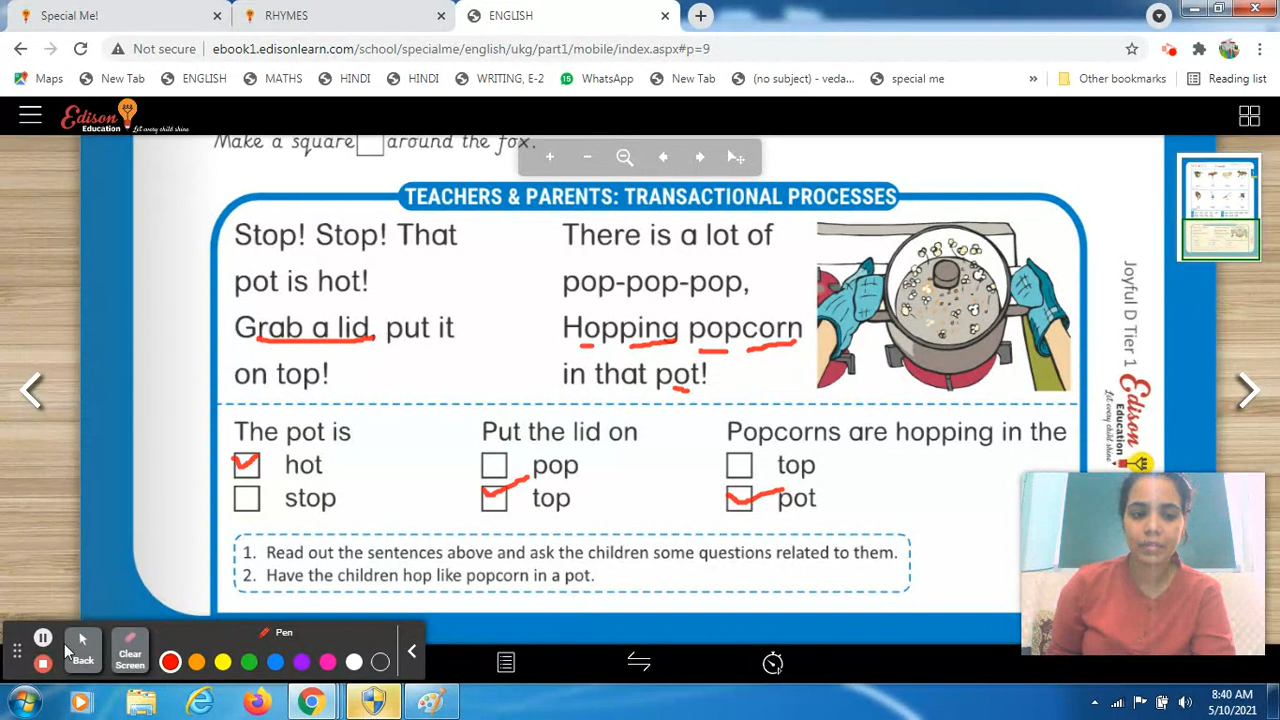 Special Me!
RHYMES
ENGLISH
Not secure
ebook1.edisonlearn.com/school/specialme/english/ukg/part1/mobile/index.aspx#p=9
Maps New Tab ENGLISH MATHS HINDI HINDI WRITING, E-2 WhatsApp New Tab (no subject) - veda... special me » Other bookmarks Reading list
Edison
Education
Let every child shine
Make a square around the fox.
TEACHERS & PARENTS: TRANSACTIONAL PROCESSES
Stop! Stop! That
pot is hot!
Grab a lid, put it
on top!
There is a lot of
pop-pop-pop,
Hopping popcorn
in that pot!
The pot is
hot
stop
Put the lid on
pop
top
Popcorns are hopping in the
top
pot
1. Read out the sentences above and ask the children some questions related to them.
2. Have the children hop like popcorn in a pot.
Joyful D Tier 1
Edison
Education
Back
Clear
Screen
Pen
8:40 AM
5/10/2021